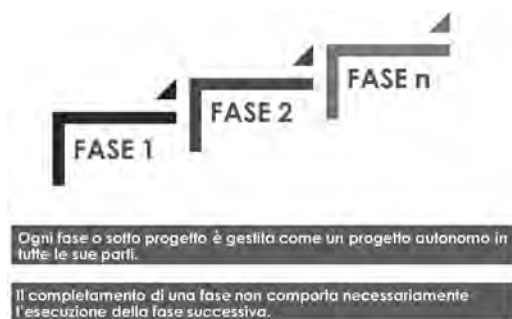 FASE 1
FASE 2
FASE n
Ogni fase o sotto progetto è gestita come un progetto autonomo in
tutte le sue parti.
Il completamento di una fase non comporta necessariamente
l'esecuzione della fase successiva.